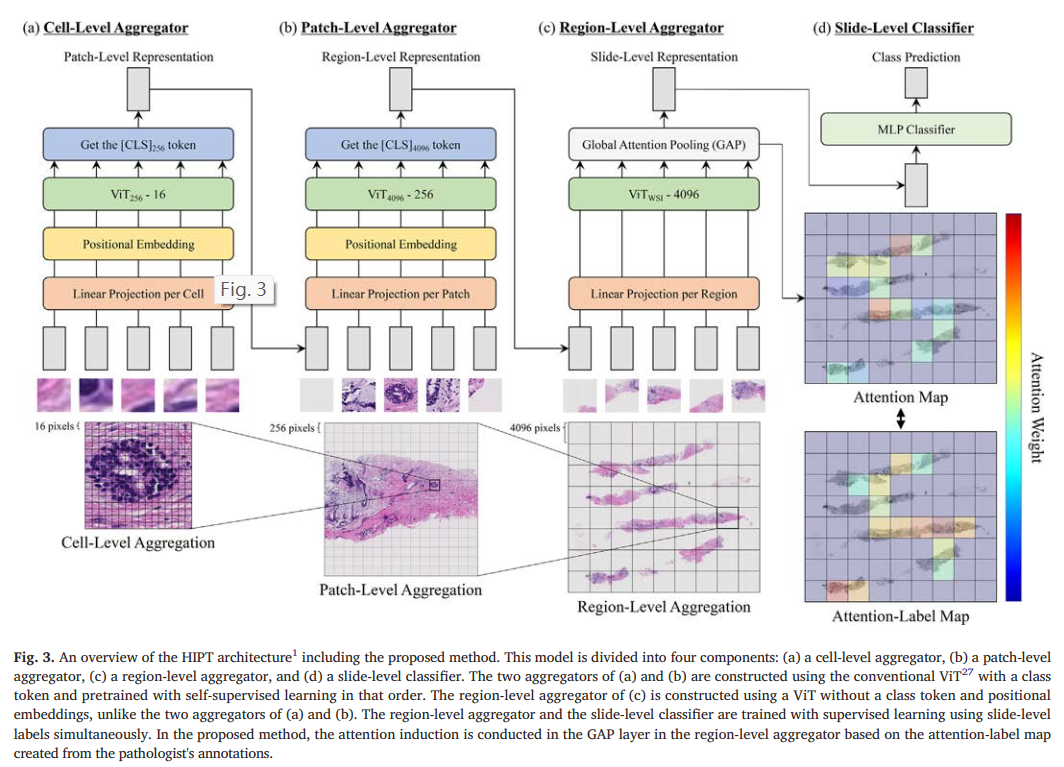 (a) Cell-Level Aggregator
Patch-Level Representation
Get the [CLS]256 token
ViT256 - 16
Positional Embedding
Linear Projection per Cell
Fig. 3
16 pixels {
Cell-Level Aggregation
(b) Patch-Level Aggregator
Region-Level Representation
Get the [CLS]4096 token
ViT4096 - 256
Positional Embedding
Linear Projection per Patch
256 pixels {
Patch-Level Aggregation
(c) Region-Level Aggregator
Slide-Level Representation
Global Attention Pooling (GAP)
ViTWSI - 4096
Linear Projection per Region
4096 pixels {
Region-Level Aggregation
(d) Slide-Level Classifier
Class Prediction
MLP Classifier
Attention Map
Attention-Label Map
Attention Weight
Fig. 3. An overview of the HIPT architecture1 including the proposed method. This model is divided into four components: (a) a cell-level aggregator, (b) a patch-level
aggregator, (c) a region-level aggregator, and (d) a slide-level classifier. The two aggregators of (a) and (b) are constructed using the conventional ViT27 with a class
token and pretrained with self-supervised learning in that order. The region-level aggregator of (c) is constructed using a ViT without a class token and positional
embeddings, unlike the two aggregators of (a) and (b). The region-level aggregator and the slide-level classifier are trained with supervised learning using slide-level
labels simultaneously. In the proposed method, the attention induction is conducted in the GAP layer in the region-level aggregator based on the attention-label map
created from the pathologist's annotations.